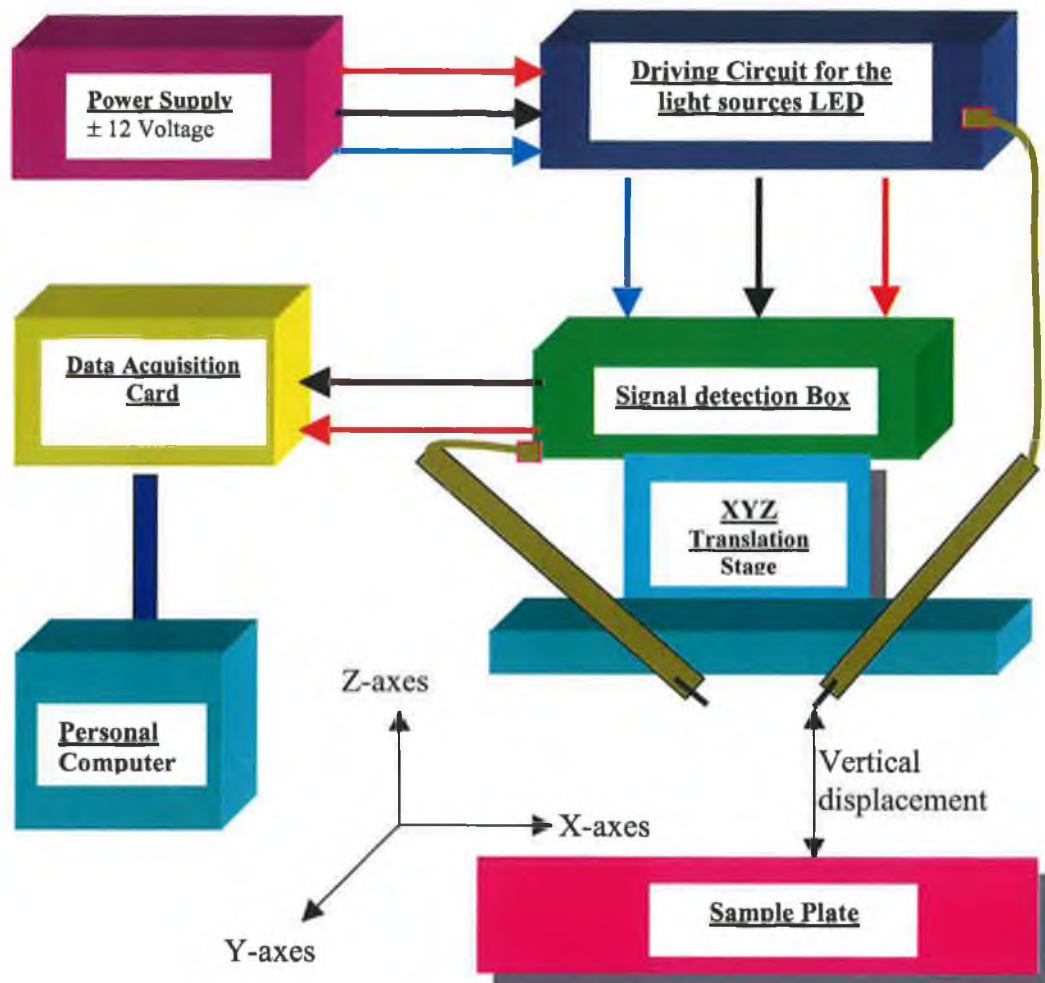 Power Supply
± 12 Voltage
Driving Circuit for the
light sources LED
Data Acquisition
Card
Signal detection Box
XYZ
Translation
Stage
Personal
Computer
Z-axes
X-axes
Y-axes
Vertical
displacement
Sample Plate